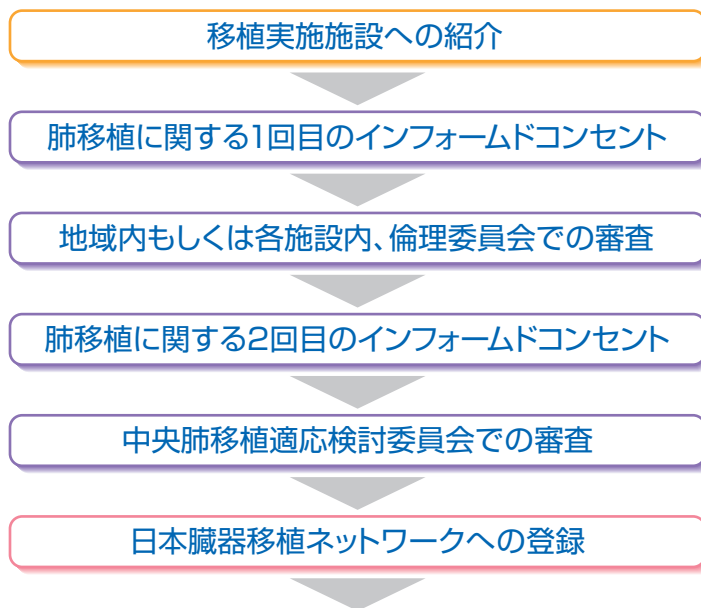 移植実施施設への紹介
肺移植に関する1回目のインフォームドコンセント
地域内もしくは各施設内、倫理委員会での審査
肺移植に関する2回目のインフォームドコンセント
中央肺移植適応検討委員会での審査
日本臓器移植ネットワークへの登録